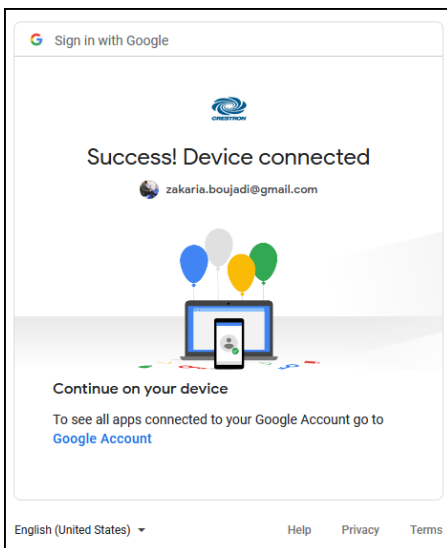 Sign in with Google
CRESTRON
Success! Device connected
zakaria.boujadi@gmail.com
Continue on your device
To see all apps connected to your Google Account go to
Google Account
English (United States)
Help Privacy Terms